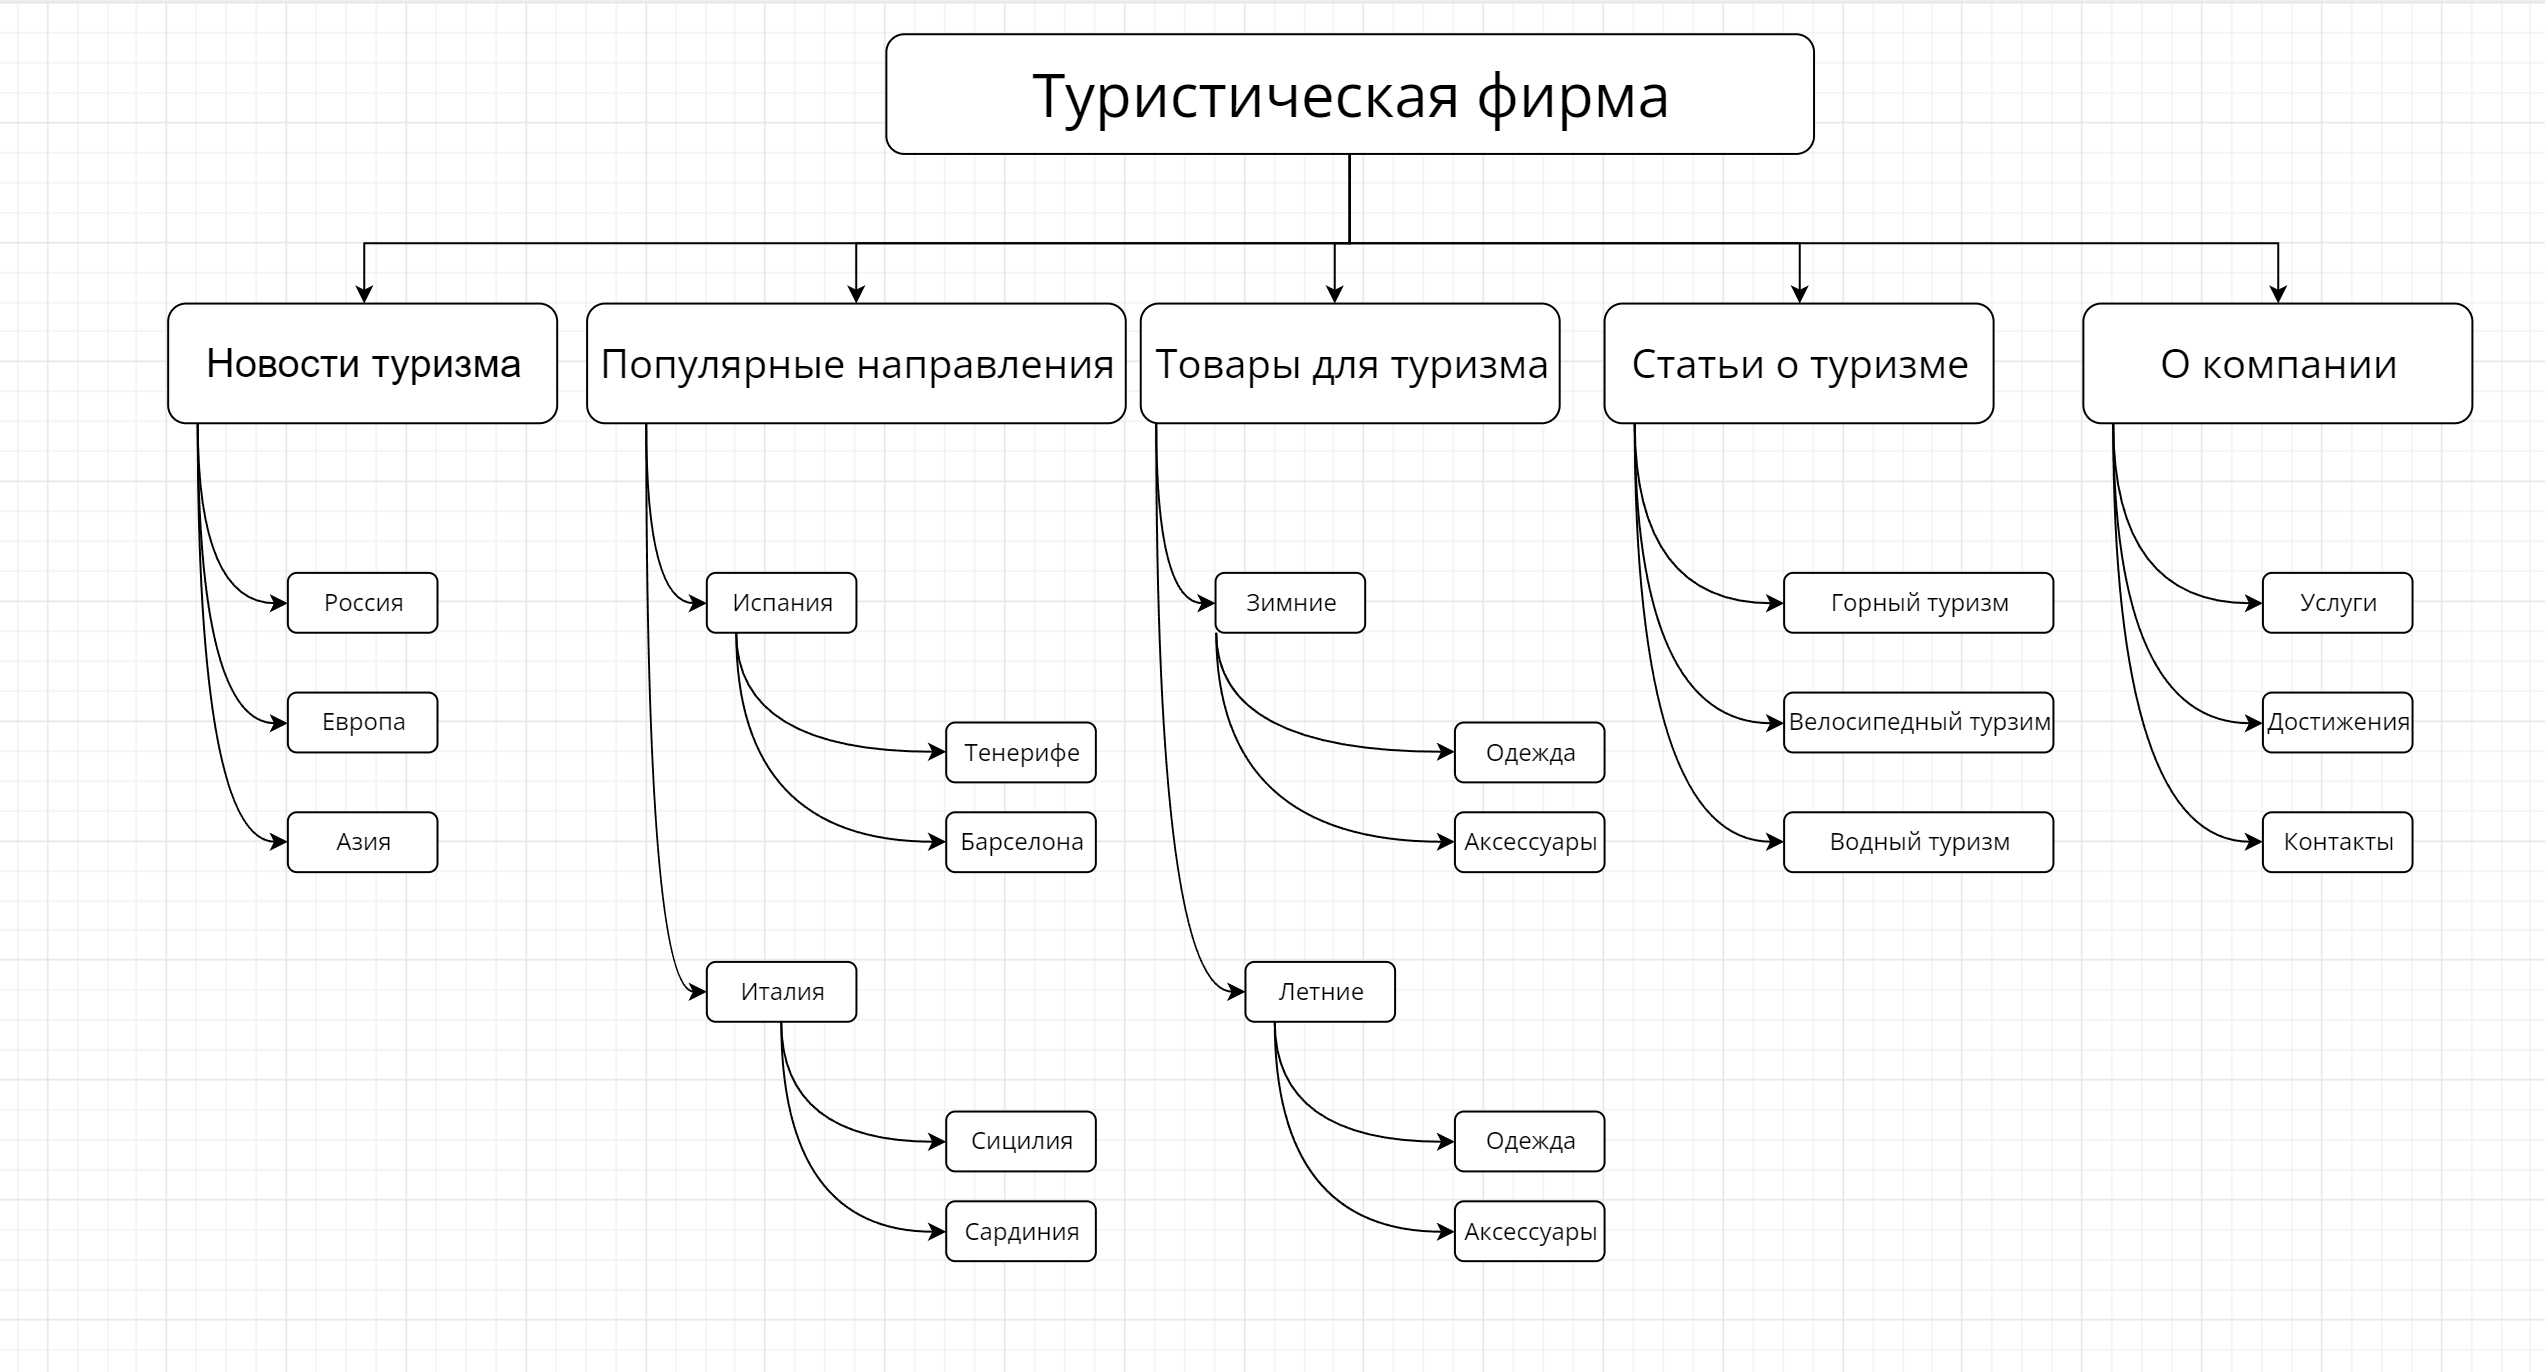 Туристическая фирма
Новости туризма
Популярные направления
Товары для туризма
Статьи о туризме
О компании
Россия
Европа
Азия
Испания
Тенерифе
Барселона
Италия
Сицилия
Сардиния
Зимние
Одежда
Аксессуары
Летние
Одежда
Аксессуары
Горный туризм
Велосипедный турзим
Водный туризм
Услуги
Достижения
Контакты